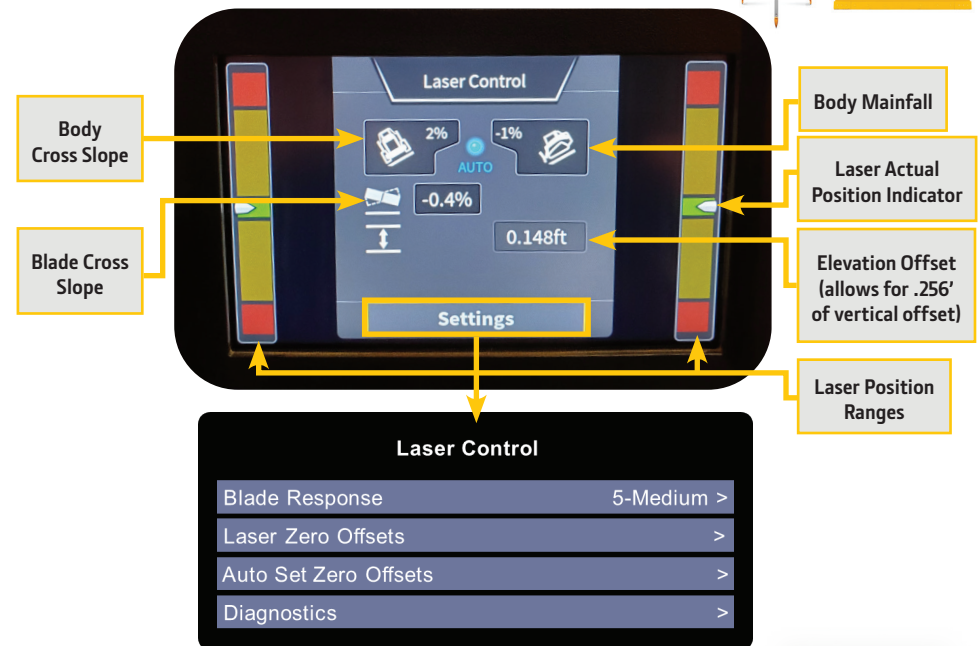 Laser Control
Body
Cross Slope
2%
-1%
AUTO
Body Mainfall
Laser Actual
Position Indicator
-0.4%
Blade Cross
Slope
0.148ft
Elevation Offset
(allows for .256’
of vertical offset)
Settings
Laser Position
Ranges
Laser Control
Blade Response 5-Medium >
Laser Zero Offsets >
Auto Set Zero Offsets >
Diagnostics >